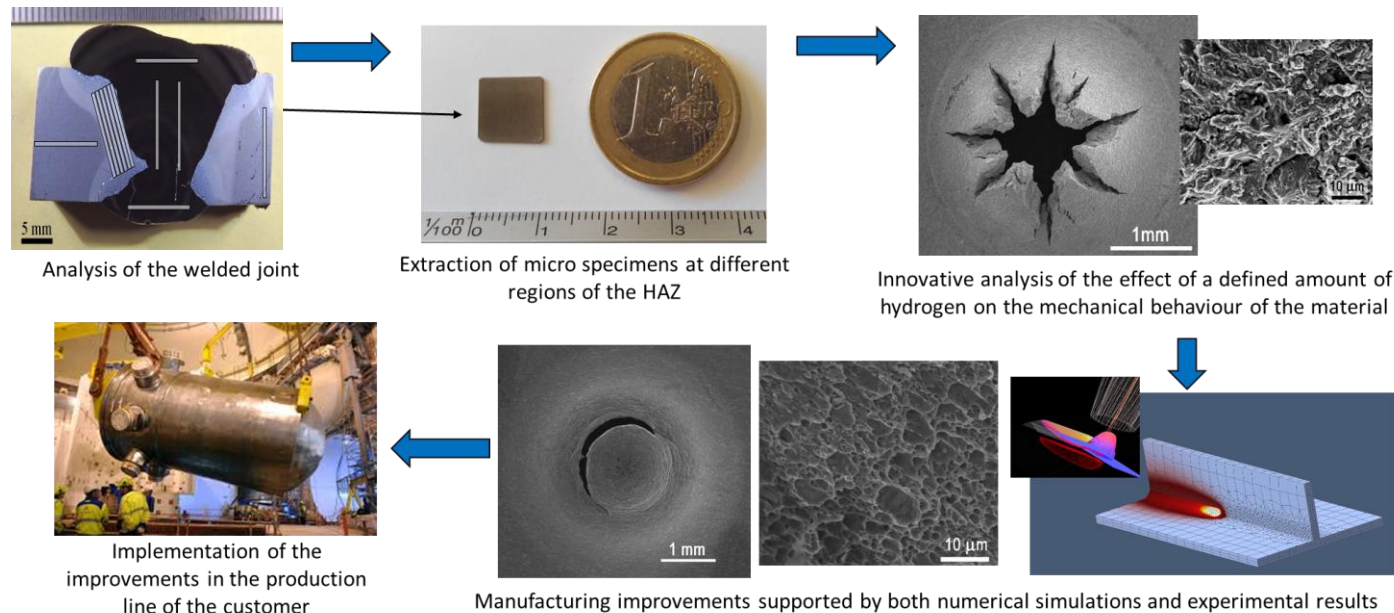 5 mm
Analysis of the welded joint
1 EURO
1/100 m 0 1 2 3 4
Extraction of micro specimens at different
regions of the HAZ
1mm
10 µm
Innovative analysis of the effect of a defined amount of
hydrogen on the mechanical behaviour of the material
Implementation of the
improvements in the production
line of the customer
1 mm
10 µm
Manufacturing improvements supported by both numerical simulations and experimental results